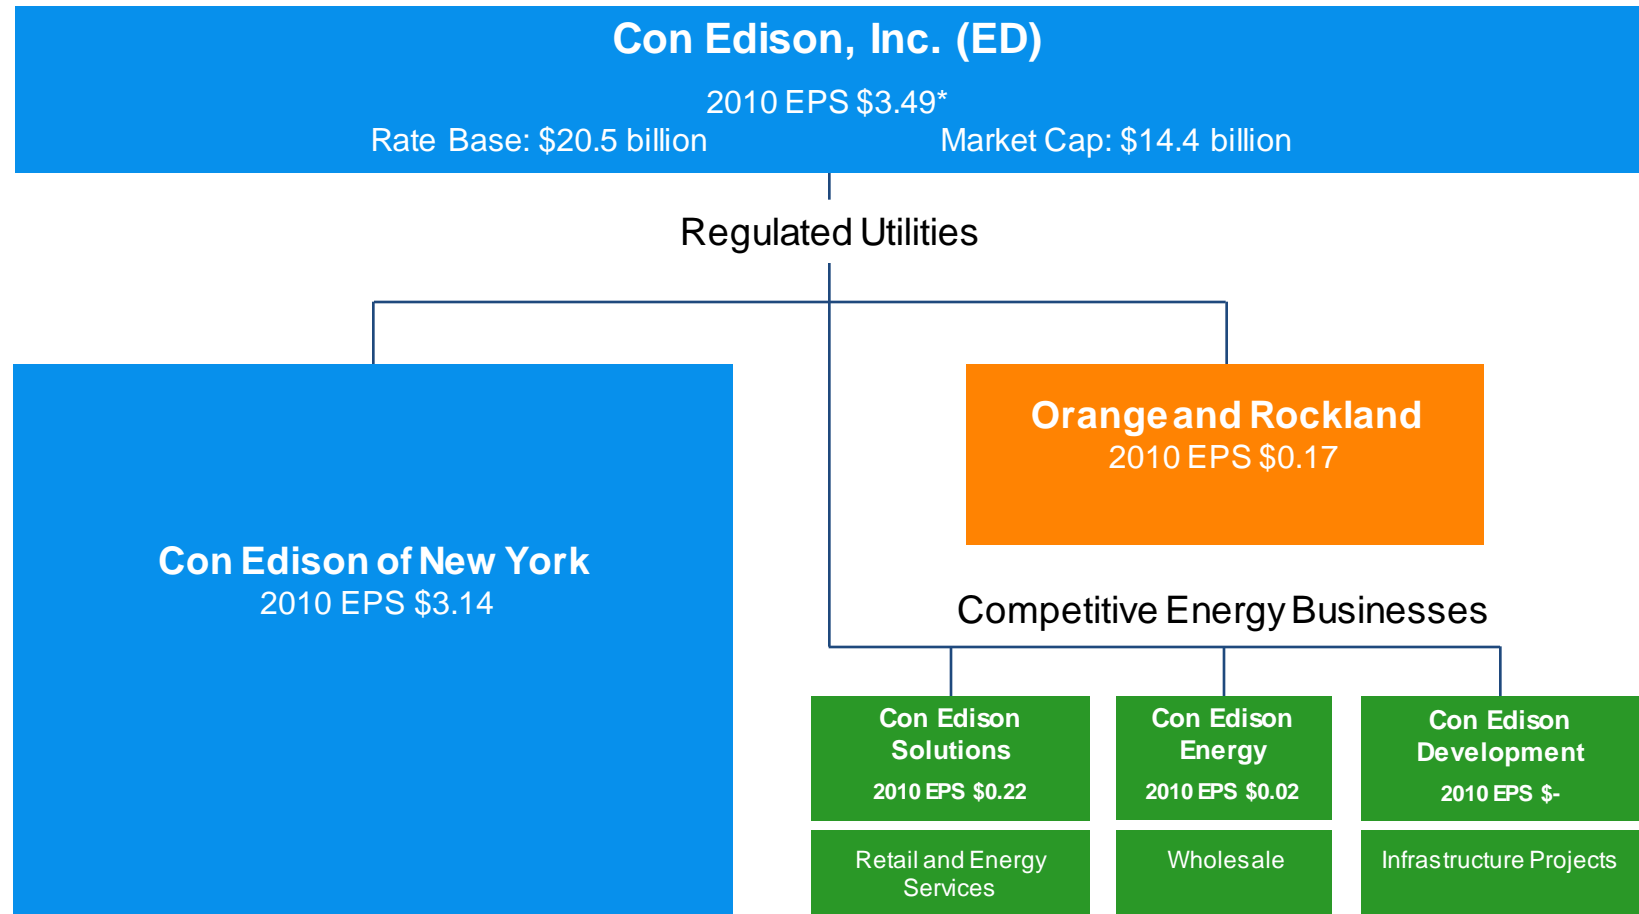 Con Edison, Inc. (ED)
2010 EPS $3.49*
Rate Base: $20.5 billion
Market Cap: $14.4 billion
Regulated Utilities
Con Edison of New York
2010 EPS $3.14
Orange and Rockland
2010 EPS $0.17
Competitive Energy Businesses
Con Edison
Solutions
2010 EPS $0.22
Retail and Energy
Services
Con Edison
Energy
2010 EPS $0.02
Wholesale
Con Edison
Development
2010 EPS $-
Infrastructure Projects